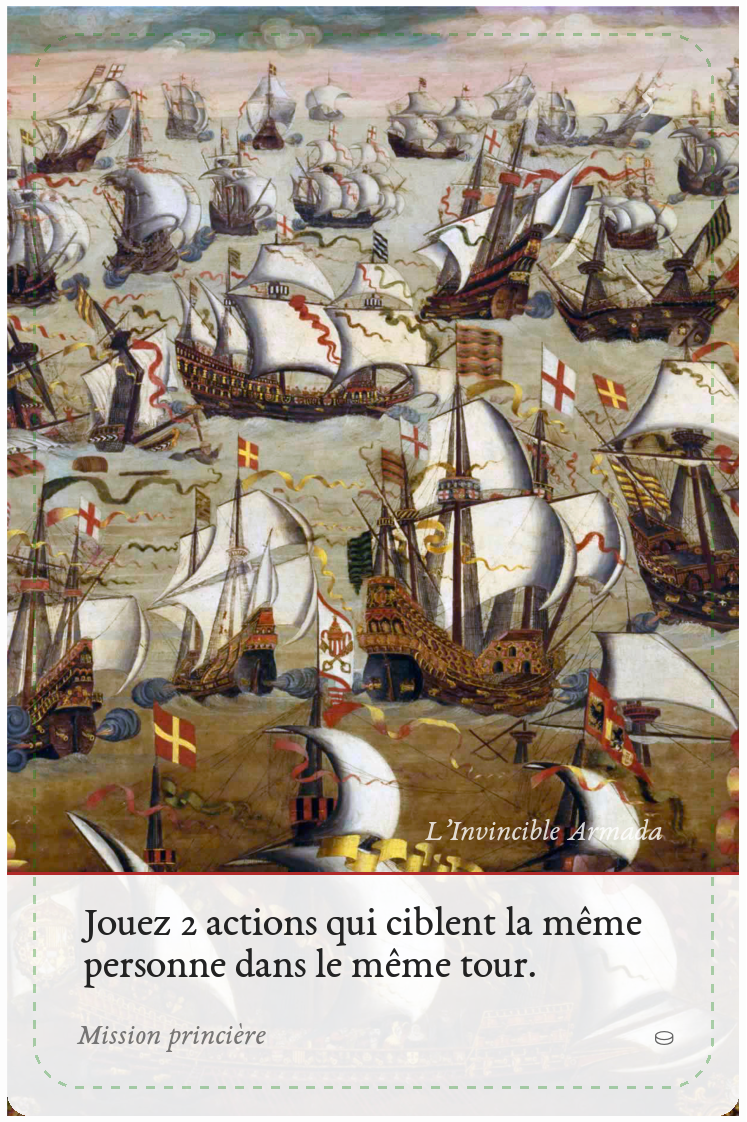 L’Invincible Armada
Jouez 2 actions qui ciblent la même
personne dans le même tour.
Mission princière